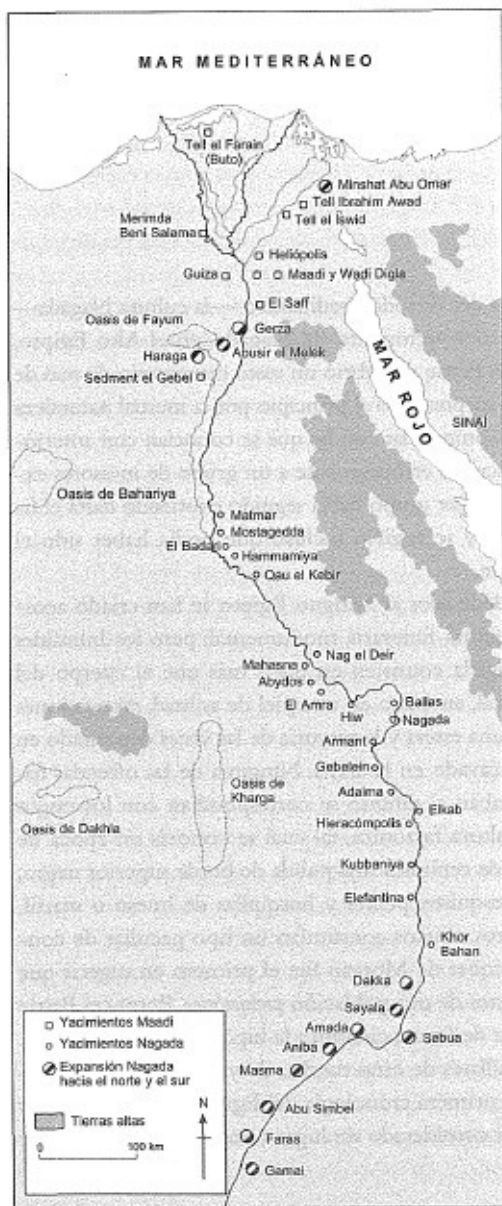 MAR MEDITERRÁNEO
Tell el Farain
(Buto)
Minshat Abu Omar
Tell Ibrahim Awad
Tell el Iswid
Merimda
Beni Salama
Heliópolis
Guiza
Maadi y Wadi Digla
El Saff
Oasis de Fayum
Gerza
Abusir el Melek
Haraga
Sedment el Gebel
MAR ROJO
SINAÍ
Oasis de Bahariya
Matmar
Mostagedda
El Badari
Hammamiya
Qau el Kebir
Nag el Deir
Mahasna
Abydos
El Amra
Hiw
Ballas
Nagada
Armant
Gebelein
Oasis de
Kharga
Adaima
Elkab
Oasis de Dakhla
Hieracómpolis
Kubbaniya
Elefantina
Khor
Bahan
Dakka
Sayala
Amada
Sebua
Aniba
Masma
Abu Simbel
Faras
Gamai
Yacimientos Maadi
Yacimientos Nagada
Expansión Nagada
hacia el norte y el sur
Tierras altas
N
0 100 km